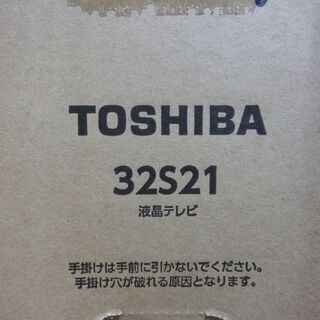 TOSHIBA
32S21
液晶テレビ
手掛けは手前に引かないでください。
手掛け穴が破れる原因となります。